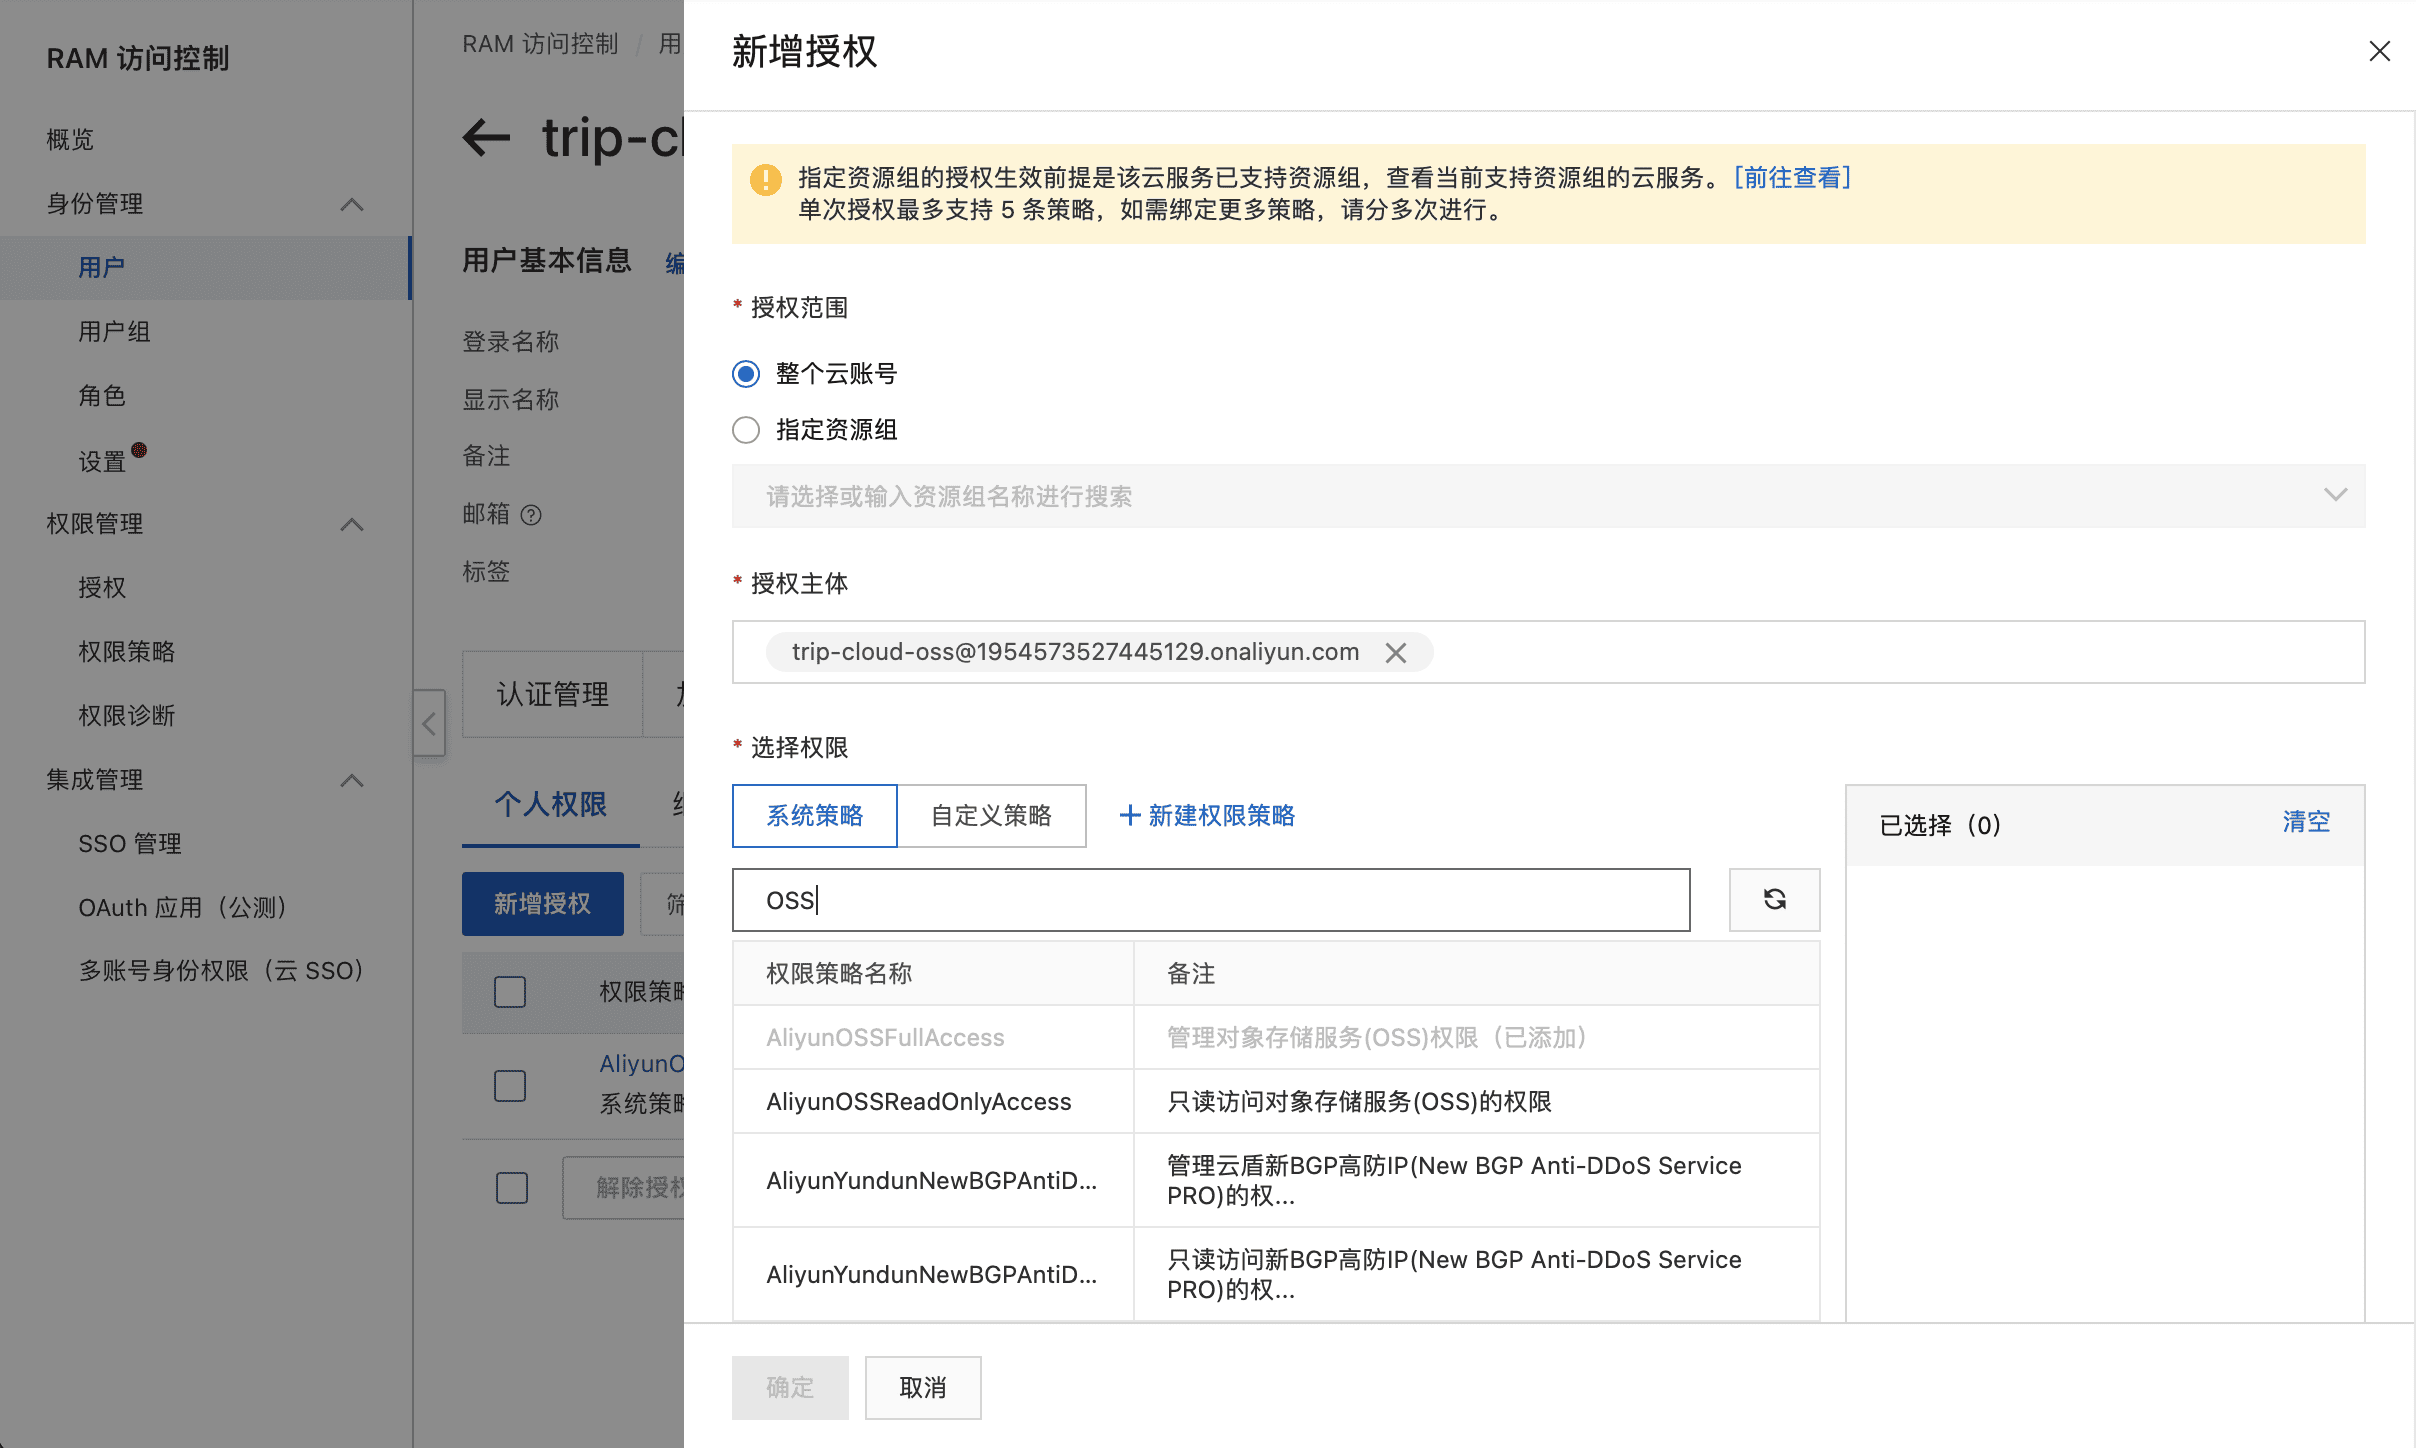 RAM 访问控制
概览
身份管理
用户
用户组
角色
设置
权限管理
授权
权限策略
权限诊断
集成管理
SSO 管理
OAuth 应用（公测）
多账号身份权限（云 SSO）
RAM 访问控制 / 用
trip-cl
用户基本信息 编
登录名称
显示名称
备注
邮箱
标签
认证管理
个人权限
新增授权 筛
权限策略
AliyunO
系统策略
解除授权
新增授权
指定资源组的授权生效前提是该云服务已支持资源组，查看当前支持资源组的云服务。[前往查看]
单次授权最多支持 5 条策略，如需绑定更多策略，请分多次进行。
* 授权范围
整个云账号
指定资源组
请选择或输入资源组名称进行搜索
* 授权主体
trip-cloud-oss@1954573527445129.onaliyun.com
* 选择权限
系统策略 自定义策略 + 新建权限策略
OSS
权限策略名称 备注
AliyunOSSFullAccess 管理对象存储服务(OSS)权限（已添加）
AliyunOSSReadOnlyAccess 只读访问对象存储服务(OSS)的权限
AliyunYundunNewBGPAntiD... 管理云盾新BGP高防IP(New BGP Anti-DDoS Service
PRO)的权...
AliyunYundunNewBGPAntiD... 只读访问新BGP高防IP(New BGP Anti-DDoS Service
PRO)的权...
已选择（0） 清空
确定 取消